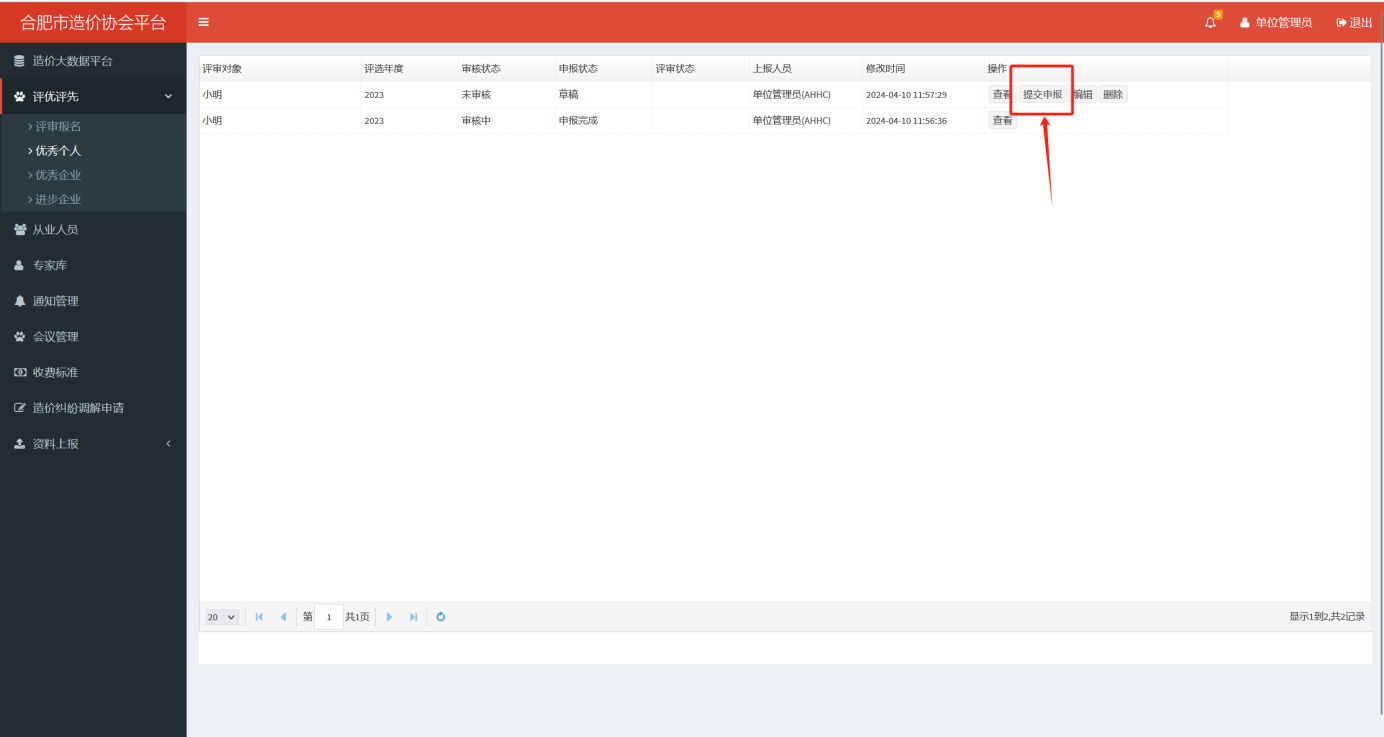 合肥市造价协会平台
5
单位管理员
退出
造价大数据平台
评优评先
评审报名
优秀个人
优秀企业
进步企业
从业人员
专家库
通知管理
会议管理
收费标准
造价纠纷调解申请
资料上报
评审对象 评选年度 审核状态 申报状态 评审状态 上报人员 修改时间 操作
小明 2023 未审核 草稿 单位管理员(AHHC) 2024-04-10 11:57:29 查看 提交申报 编辑 删除
小明 2023 审核中 申报完成 单位管理员(AHHC) 2024-04-10 11:56:36 查看
20 第 1 共1页 显示1到2,共2记录